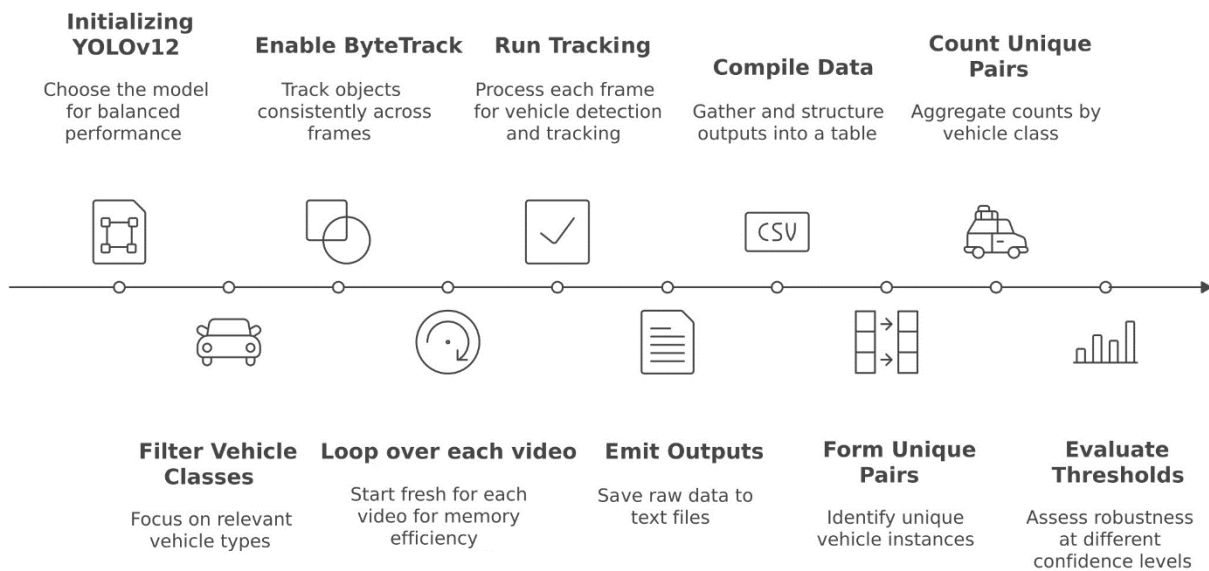 Initializing
YOLOv12
Choose the model
for balanced
performance
Filter Vehicle
Classes
Focus on relevant
vehicle types
Enable ByteTrack
Track objects
consistently across
frames
Loop over each video
Start fresh for each
video for memory
efficiency
Run Tracking
Process each frame
for vehicle detection
and tracking
Emit Outputs
Save raw data to
text files
Compile Data
Gather and structure
outputs into a table
CSV
Form Unique
Pairs
Identify unique
vehicle instances
Count Unique
Pairs
Aggregate counts by
vehicle class
Evaluate
Thresholds
Assess robustness
at different
confidence levels